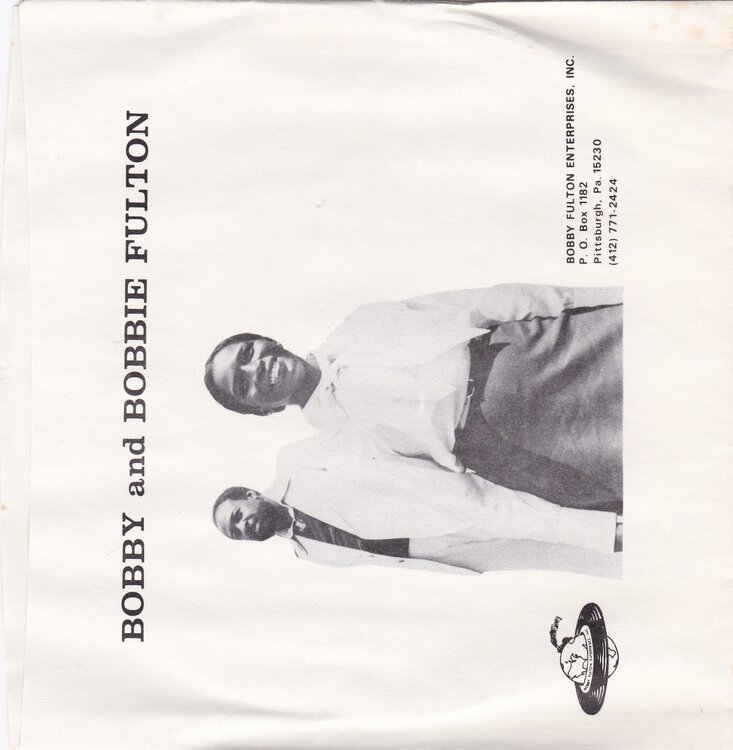 BOBBY and BOBBIE FULTON
BOBBY FULTON ENTERPRISES, INC.
P. O. Box 1182
Pittsburgh, Pa. 15230
(412) 771-2424